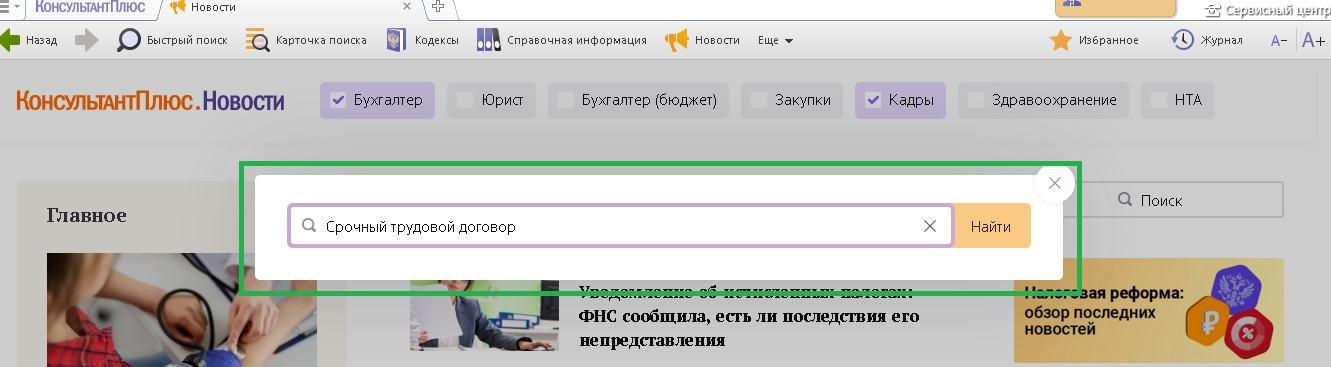 КонсультантПлюс
Новости
Сервисный центр
Назад
Быстрый поиск
Карточка поиска
Кодексы
Справочная информация
Новости
Еще
Избранное
Журнал
А-
А+
КонсультантПлюс.Новости
Бухгалтер
Юрист
Бухгалтер (бюджет)
Закупки
Кадры
Здравоохранение
НТА
Главное
Срочный трудовой договор
Найти
Поиск
Уведомление об исчисленных налогах:
ФНС сообщила, есть ли последствия его
непредставления
Налоговая реформа:
обзор последних
новостей